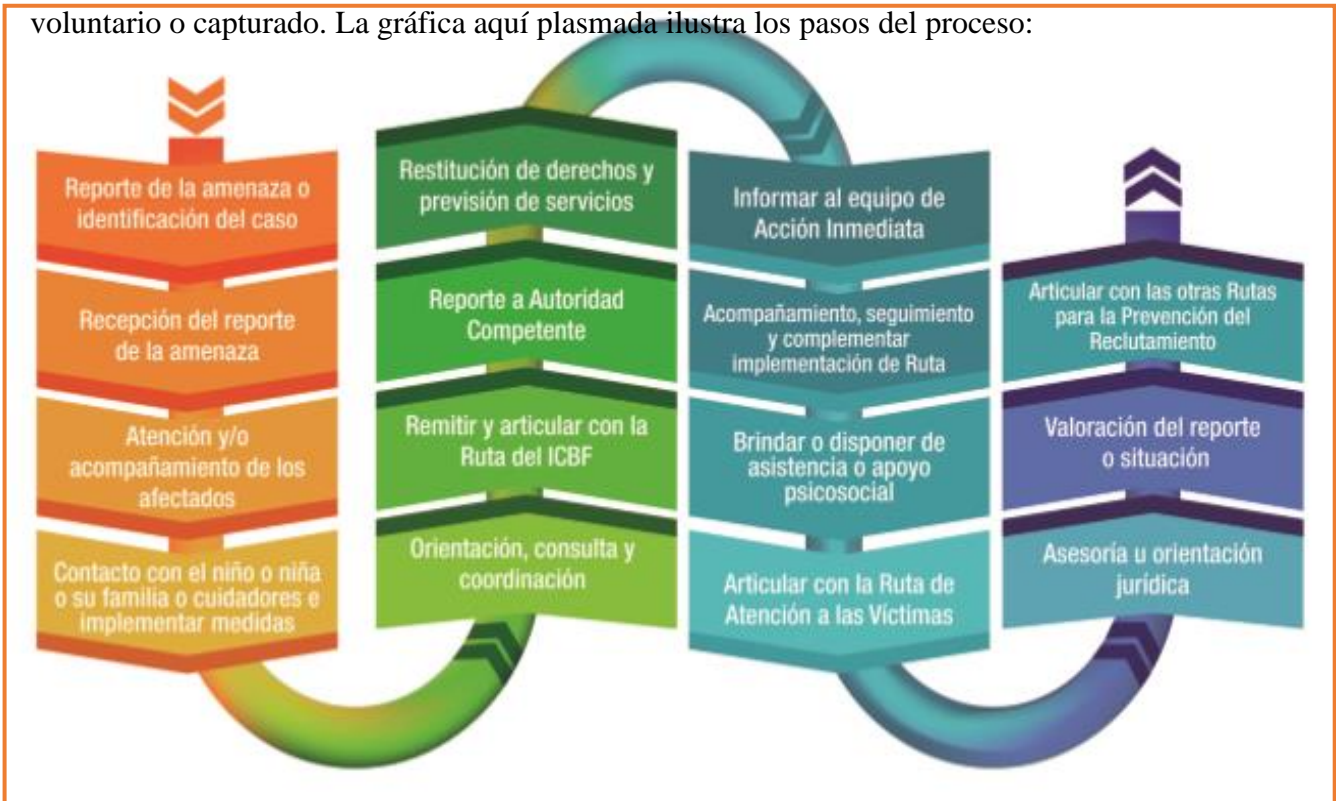 voluntario o capturado. La gráfica aquí plasmada ilustra los pasos del proceso:
Reporte de la amenaza o
identificación del caso
Recepción del reporte
de la amenaza
Atención y/o
acompañamiento de los
afectados
Contacto con el niño o niña
o su familia o cuidadores e
implementar medidas
Orientación, consulta y
coordinación
Remitir y articular con la
Ruta del ICBF
Reporte a Autoridad
Competente
Restitución de derechos y
previsión de servicios
Informar al equipo de
Acción Inmediata
Acompañamiento, seguimiento
y complementar
implementación de Ruta
Brindar o disponer de
asistencia o apoyo
psicosocial
Articular con la Ruta de
Atención a las Víctimas
Asesoría u orientación
jurídica
Valoración del reporte
o situación
Articular con las otras Rutas
para la Prevención del
Reclutamiento